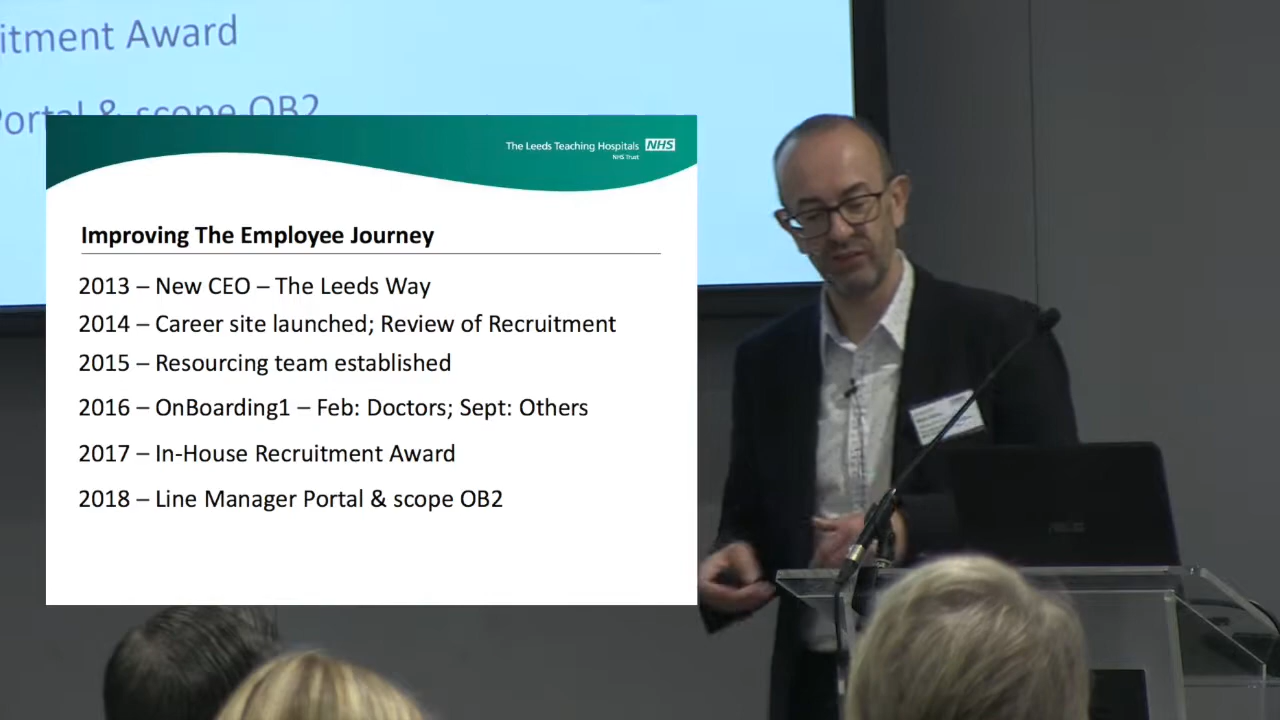 itment Award
Portal & scope OB2
The Leeds Teaching Hospitals NHS
NHS Trust
Improving The Employee Journey
2013 – New CEO – The Leeds Way
2014 – Career site launched; Review of Recruitment
2015 – Resourcing team established
2016 – OnBoarding1 – Feb: Doctors; Sept: Others
2017 – In-House Recruitment Award
2018 – Line Manager Portal & scope OB2
ASUS